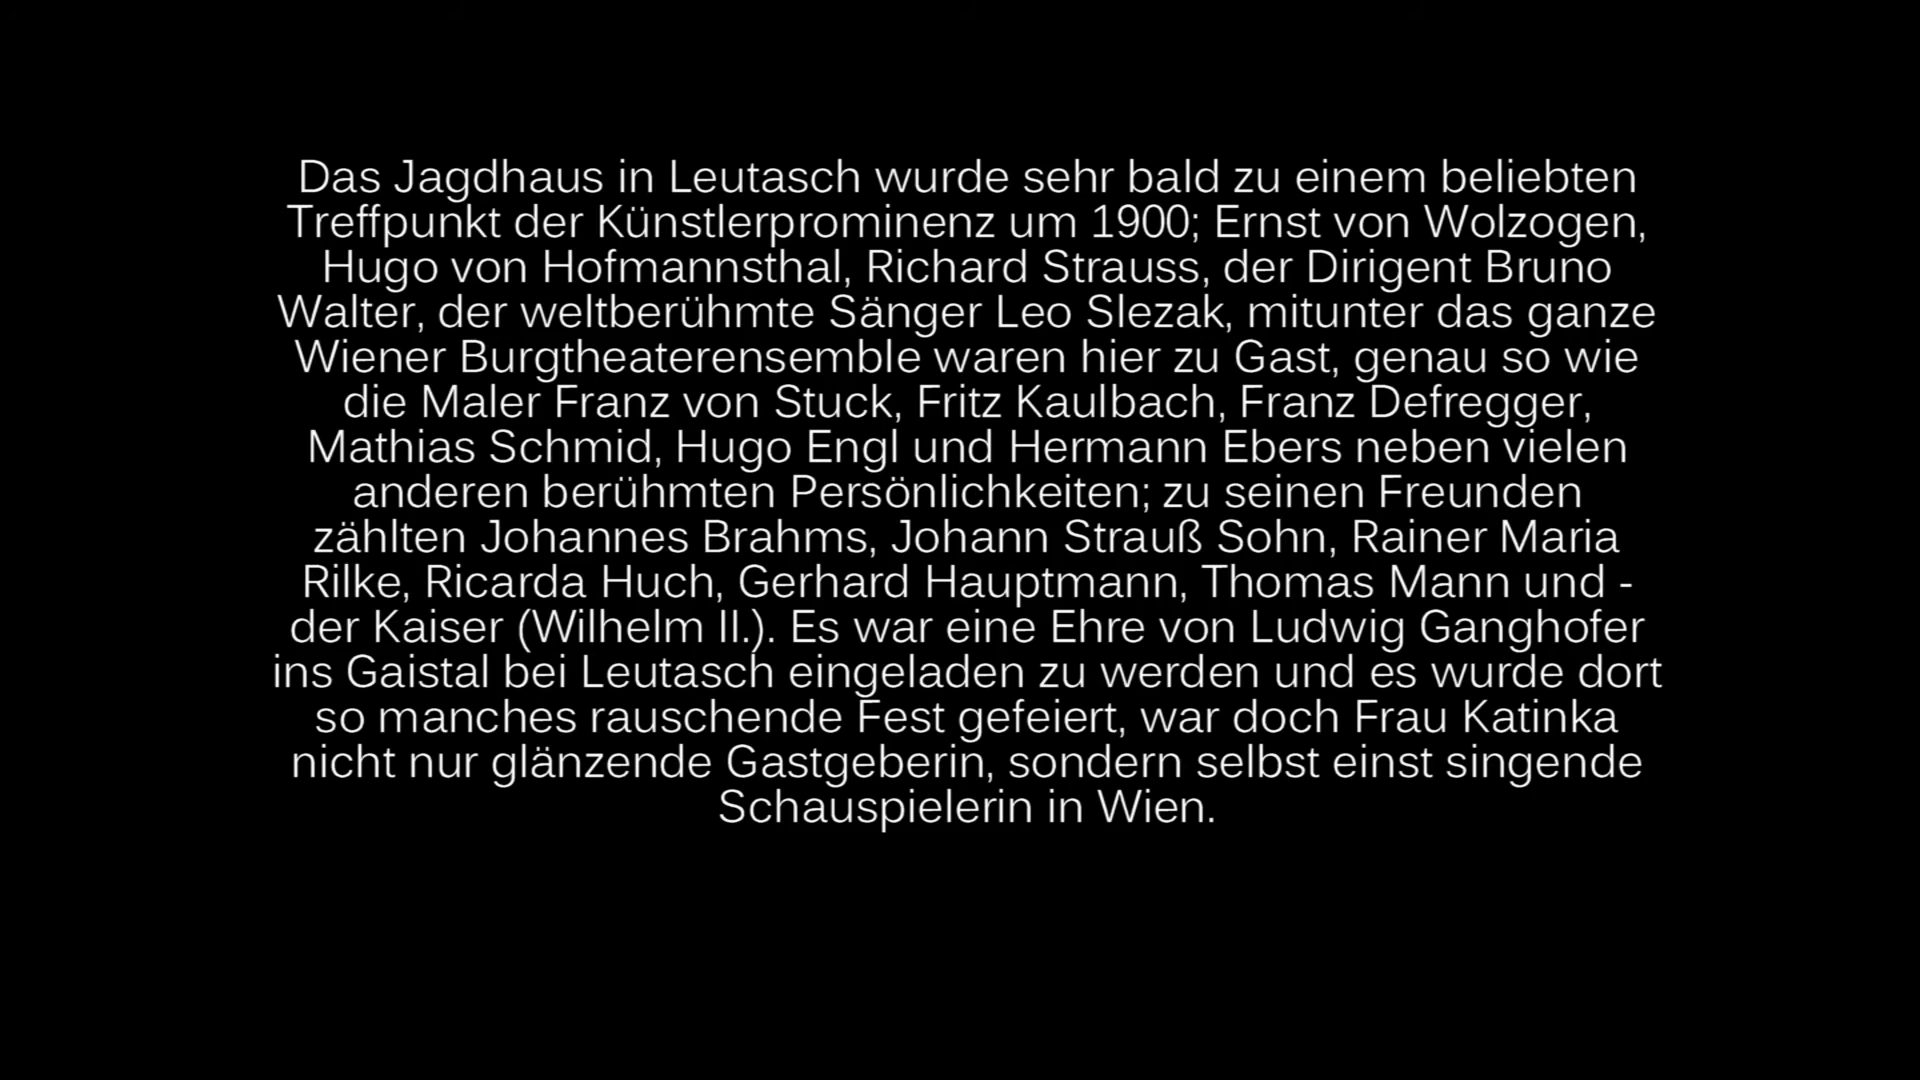 Das Jagdhaus in Leutasch wurde sehr bald zu einem beliebten
Treffpunkt der Künstlerprominenz um 1900; Ernst von Wolzogen,
Hugo von Hofmannsthal, Richard Strauss, der Dirigent Bruno
Walter, der weltberühmte Sänger Leo Slezak, mitunter das ganze
Wiener Burgtheaterensemble waren hier zu Gast, genau so wie
die Maler Franz von Stuck, Fritz Kaulbach, Franz Defregger,
Mathias Schmid, Hugo Engl und Hermann Ebers neben vielen
anderen berühmten Persönlichkeiten; zu seinen Freunden
zählten Johannes Brahms, Johann Strauß Sohn, Rainer Maria
Rilke, Ricarda Huch, Gerhard Hauptmann, Thomas Mann und -
der Kaiser (Wilhelm II.). Es war eine Ehre von Ludwig Ganghofer
ins Gaistal bei Leutasch eingeladen zu werden und es wurde dort
so manches rauschende Fest gefeiert, war doch Frau Katinka
nicht nur glänzende Gastgeberin, sondern selbst einst singende
Schauspielerin in Wien.